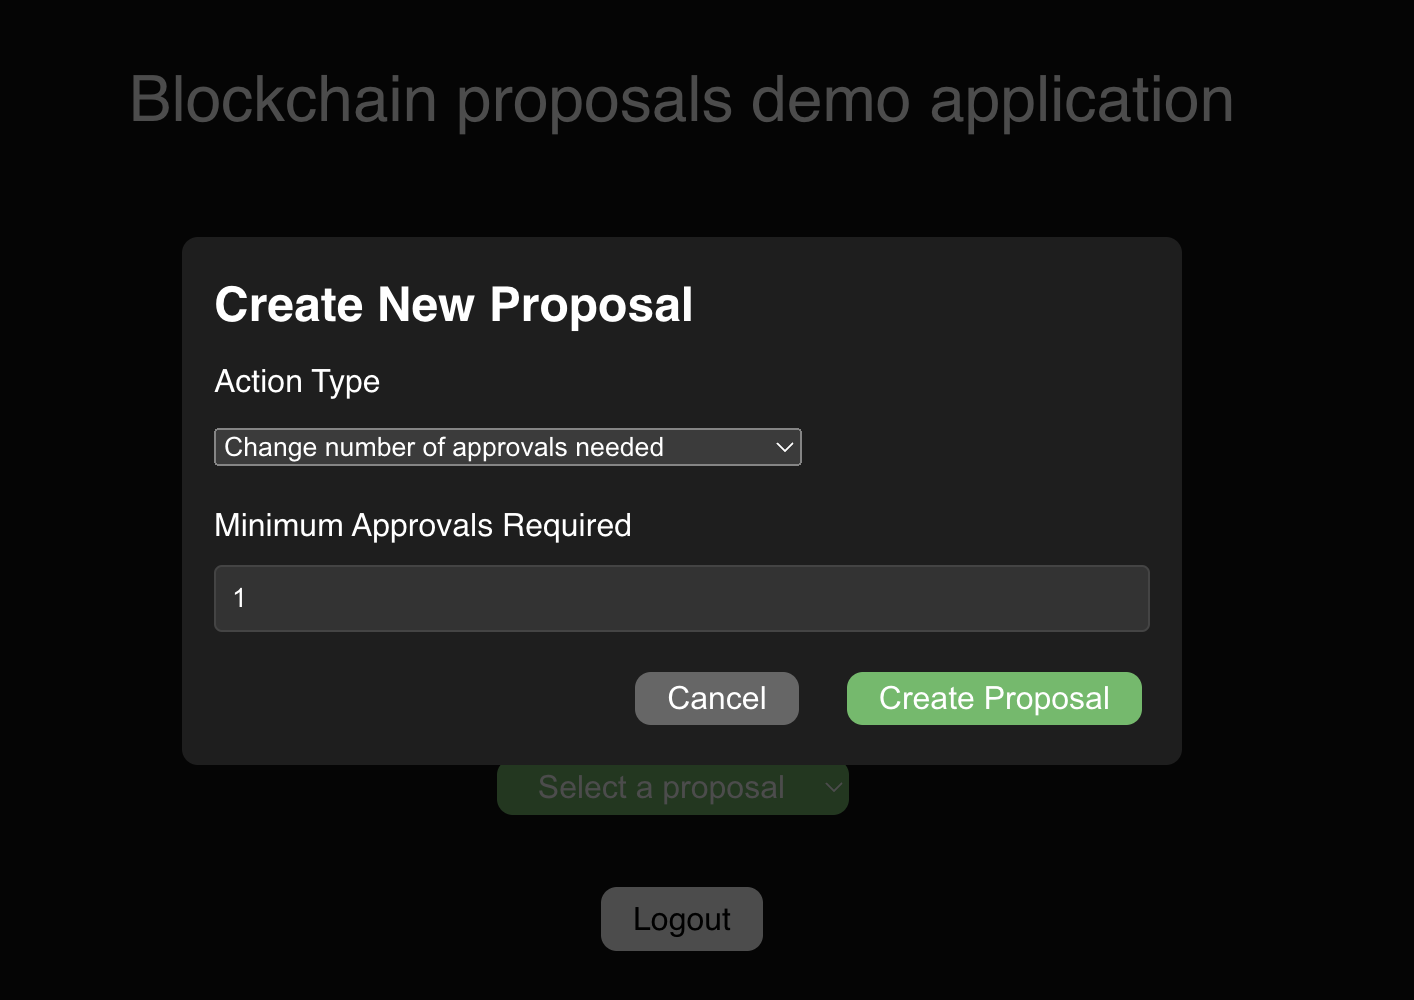 Blockchain proposals demo application
Create New Proposal
Action Type
Change number of approvals needed
Minimum Approvals Required
1
Cancel
Create Proposal
Select a proposal
Logout